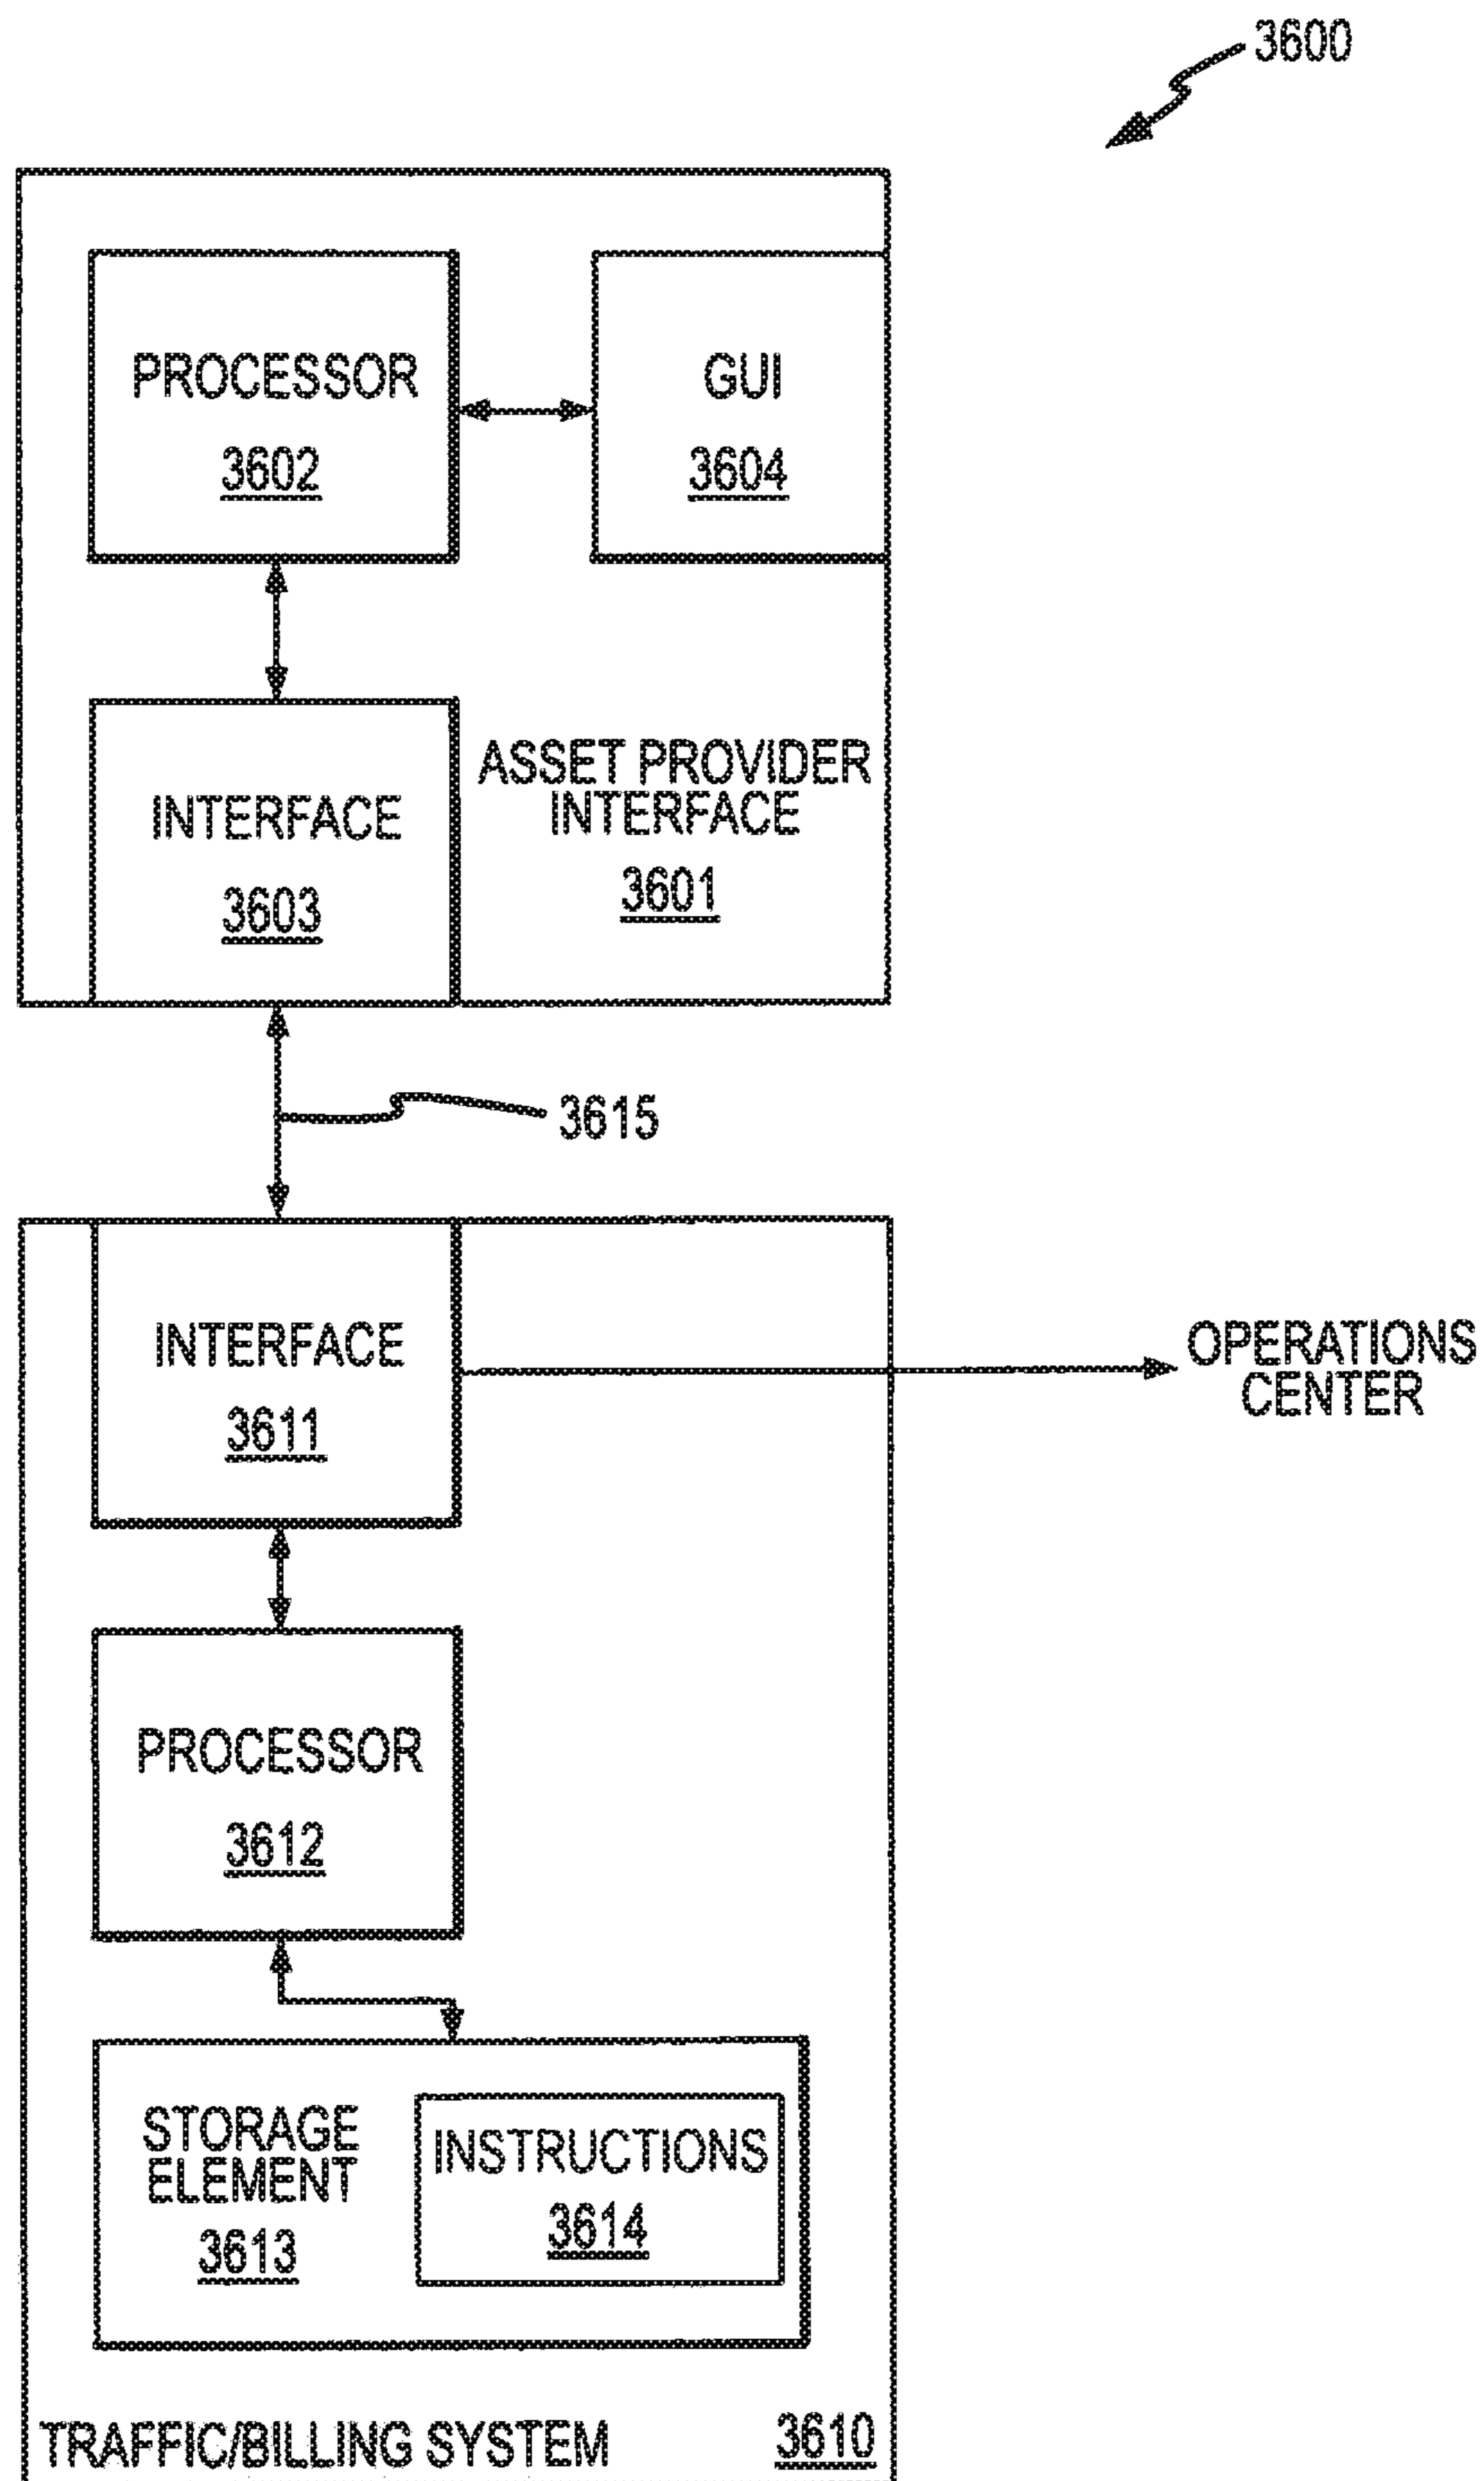 3600
PROCESSOR
3602
GUI
3604
INTERFACE
3603
ASSET PROVIDER
INTERFACE
3601
3615
INTERFACE
3611
OPERATIONS
CENTER
PROCESSOR
3612
STORAGE
ELEMENT
3613
INSTRUCTIONS
3614
TRAFFIC/BILLING SYSTEM
3610